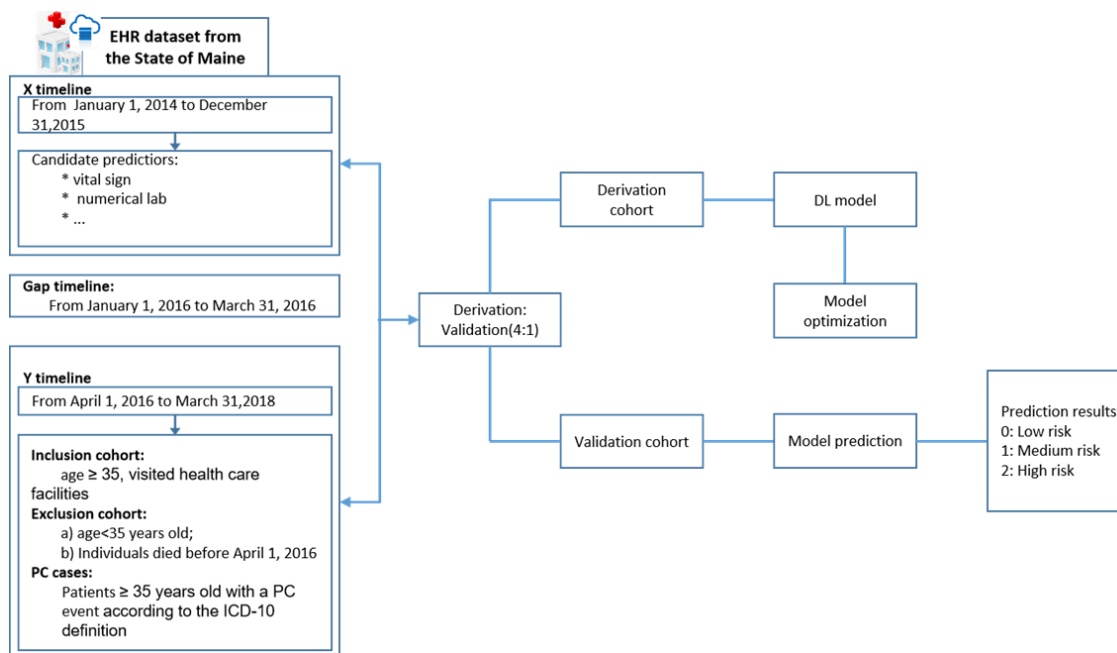 EHR dataset from
the State of Maine
X timeline
From January 1, 2014 to December
31,2015
Candidate predictiors:
* vital sign
* numerical lab
* ...
Gap timeline:
From January 1, 2016 to March 31, 2016
Y timeline
From April 1, 2016 to March 31,2018
Inclusion cohort:
age ≥ 35, visited health care
facilities
Exclusion cohort:
a) age<35 years old;
b) Individuals died before April 1, 2016
PC cases:
Patients ≥ 35 years old with a PC
event according to the ICD-10
definition
Derivation:
Validation(4:1)
Derivation
cohort
DL model
Model
optimization
Validation cohort
Model prediction
Prediction results
0: Low risk
1: Medium risk
2: High risk